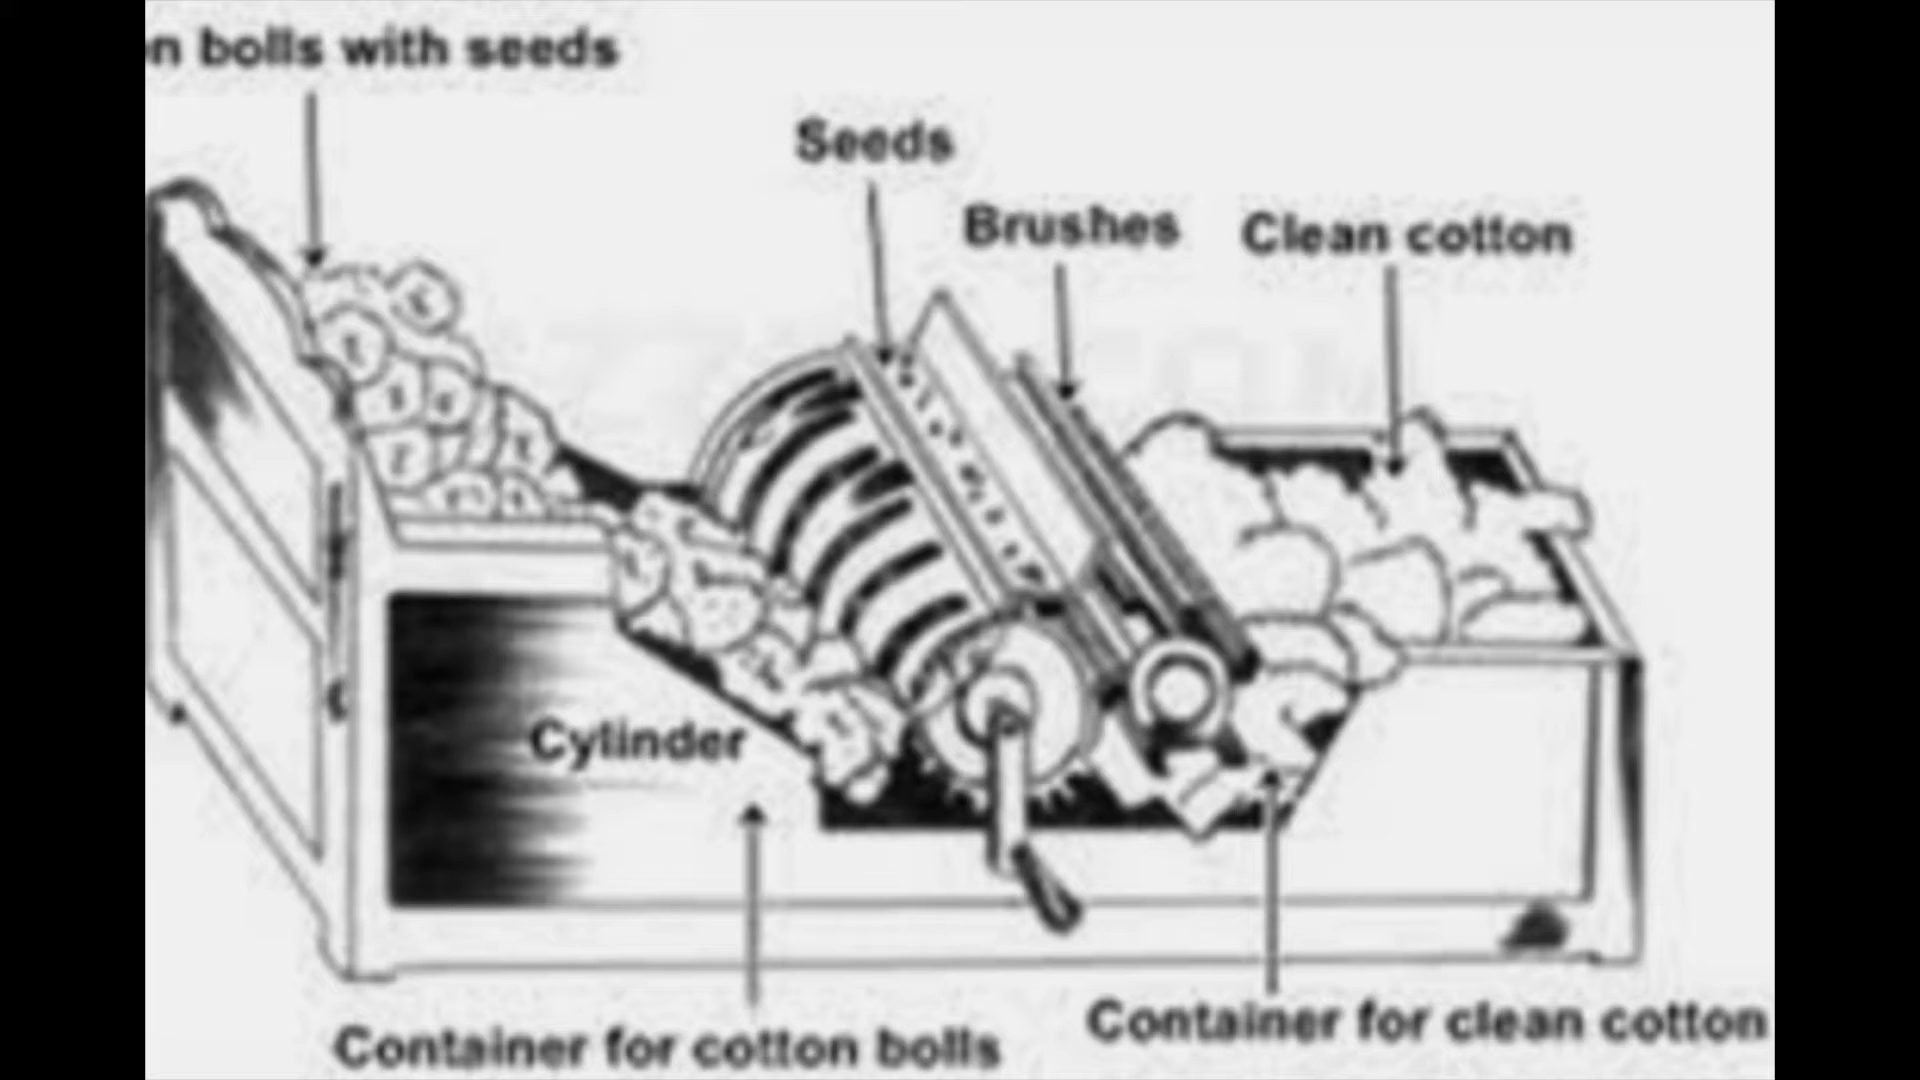 n bolls with seeds
Seeds
Brushes
Clean cotton
Cylinder
Container for cotton bolls
Container for clean cotton